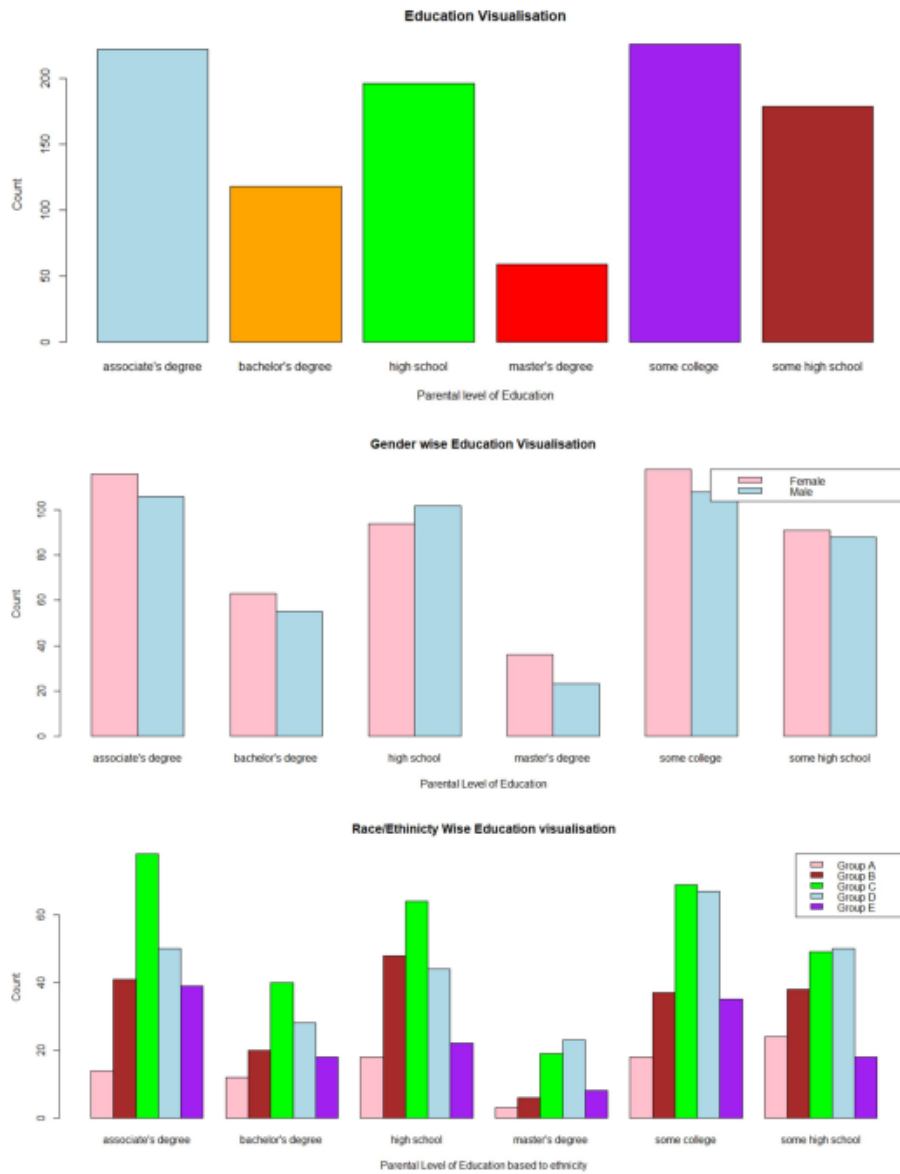 Education Visualisation
200
150
100
50
0
Count
associate's degree bachelor's degree high school master's degree some college some high school
Parental level of Education
Gender wise Education Visualisation
Female
Male
100
80
60
40
20
0
Count
associate's degree bachelor's degree high school master's degree some college some high school
Parental Level of Education
Race/Ethinicty Wise Education visualisation
Group A
Group B
Group C
Group D
Group E
60
40
20
0
Count
associate's degree bachelor's degree high school master's degree some college some high school
Parental Level of Education based to ethnicity